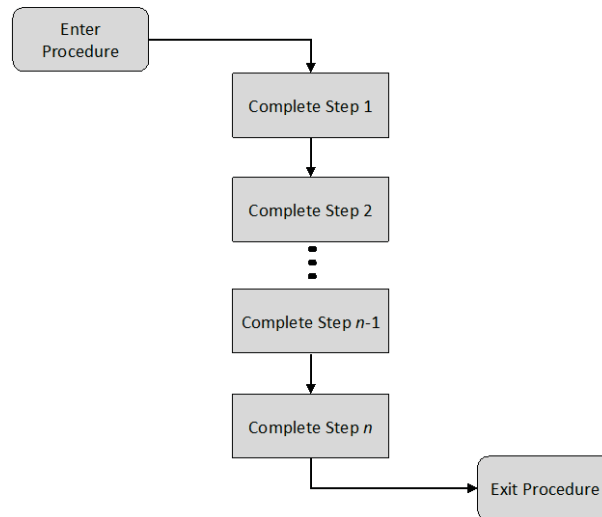 Enter
Procedure
Complete Step 1
Complete Step 2
Complete Step n-1
Complete Step n
Exit Procedure